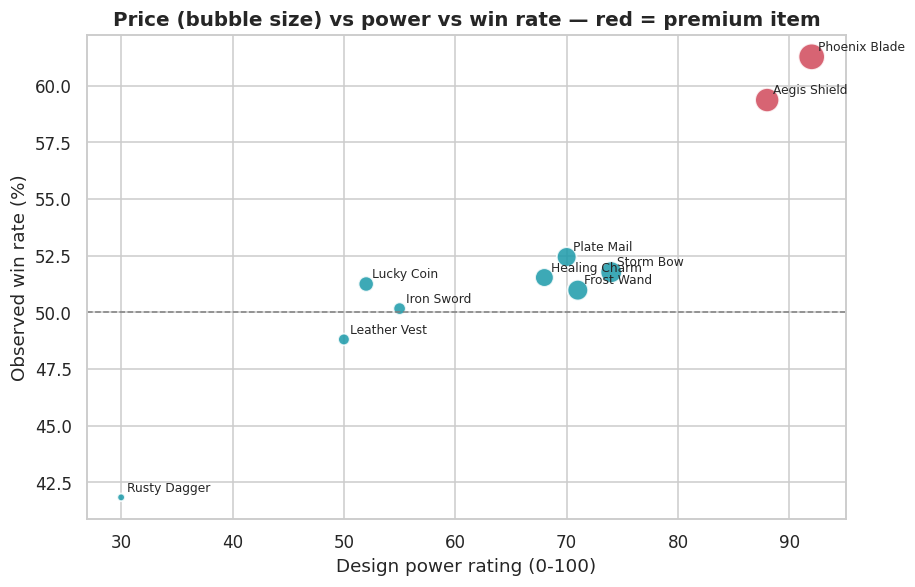 Price (bubble size) vs power vs win rate — red = premium item
Observed win rate (%)
60.0
57.5
55.0
52.5
50.0
47.5
45.0
42.5
Phoenix Blade
Aegis Shield
Plate Mail
Storm Bow
Healing Charm
Frost Wand
Lucky Coin
Iron Sword
Leather Vest
Rusty Dagger
30 40 50 60 70 80 90
Design power rating (0-100)